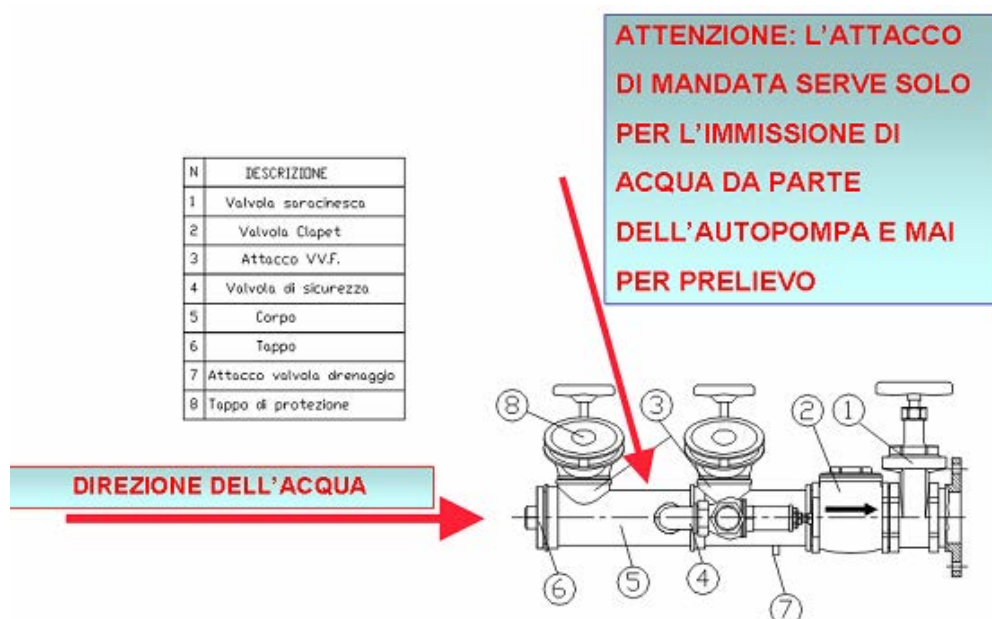 ATTENZIONE: L'ATTACCO
DI MANDATA SERVE SOLO
PER L'IMMISSIONE DI
ACQUA DA PARTE
DELL'AUTOPOMPA E MAI
PER PRELIEVO
N DESCRIZIONE
1 Valvola saracinesca
2 Valvola Clapet
3 Attacco VV.F.
4 Valvola di sicurezza
5 Corpo
6 Tappo
7 Attacco valvola drenaggio
8 Tappo di protezione
DIREZIONE DELL'ACQUA
8
3
2
1
6
5
4
7